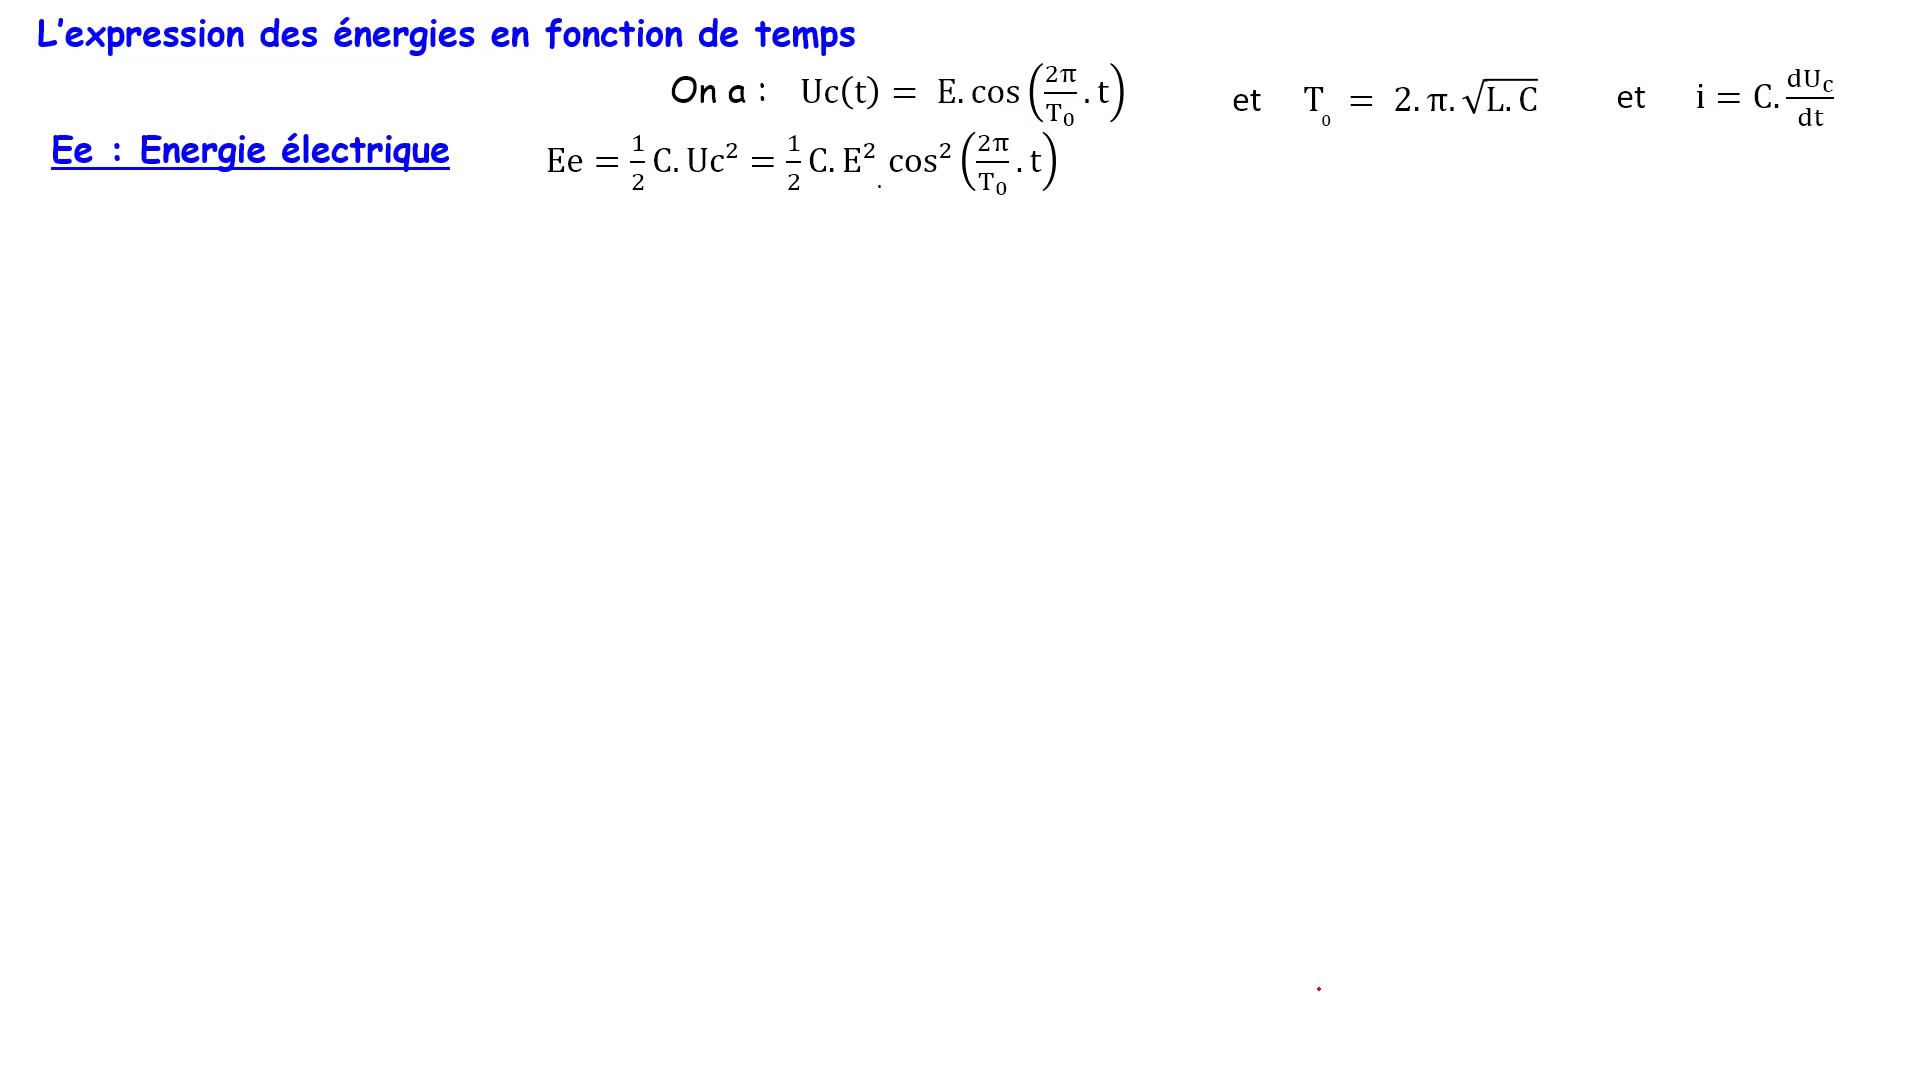 L’expression des énergies en fonction de temps
On a : Uc(t) = E. cos(2π/T₀ . t) et T₀ = 2. π. √L. C et i = C. dU_C/dt
Ee : Energie électrique Ee = 1/2 C. Uc² = 1/2 C. E² . cos²(2π/T₀ . t)